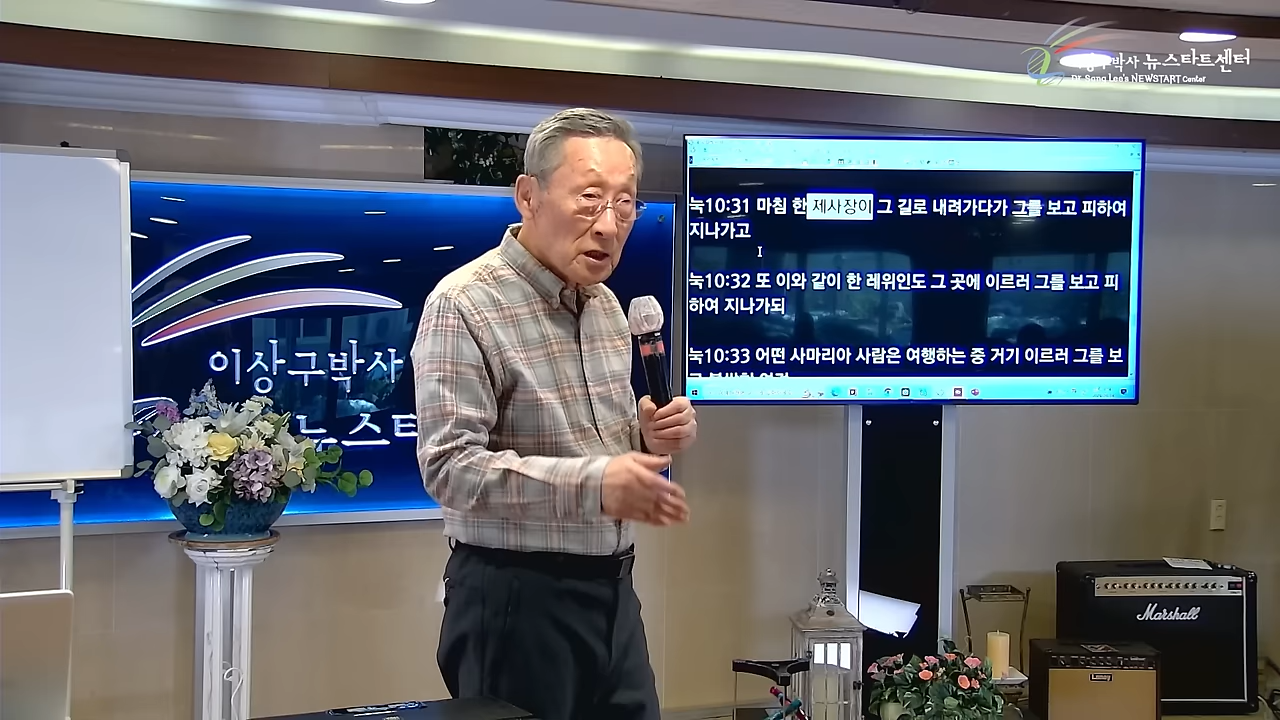 박사 뉴스타트센터
Dr. Sang Lee's NEWSTART Center
눅10:31 마침 한 제사장이 그 길로 내려가다가 그를 보고 피하여
지나가고
눅10:32 또 이와 같이 한 레위인도 그 곳에 이르러 그를 보고 피
하여 지나가되
눅10:33 어떤 사마리아 사람은 여행하는 중 거기 이르러 그를 보
이상구박사
뉴스타
Marshall
Laney